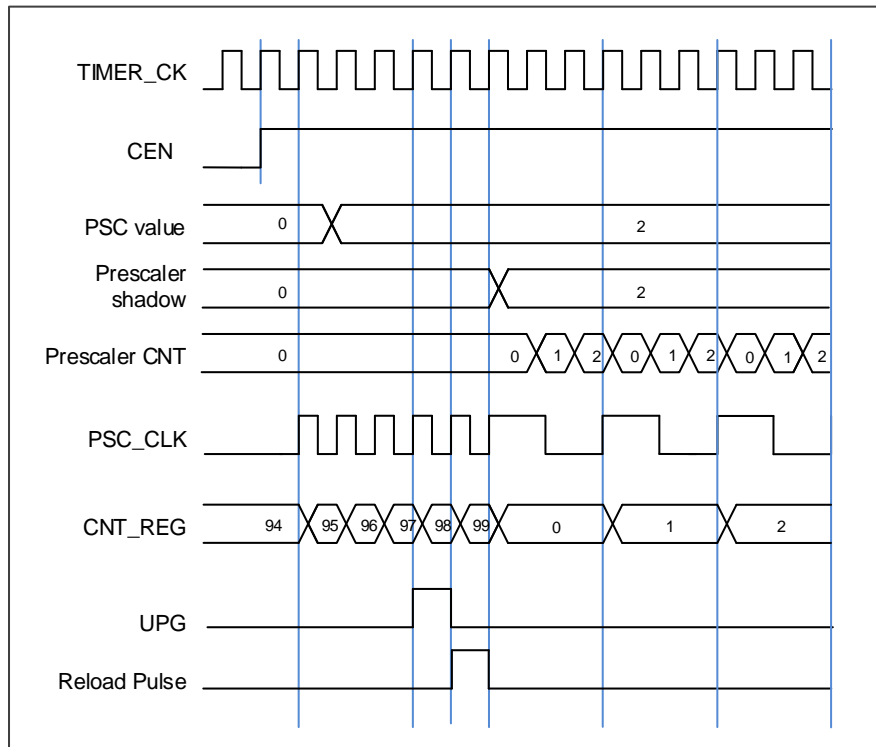 TIMER_CK
CEN
PSC value 0 2
Prescaler
shadow 0 2
Prescaler CNT 0 0 1 2 0 1 2 0 1 2
PSC_CLK
CNT_REG 94 95 96 97 98 99 0 1 2
UPG
Reload Pulse